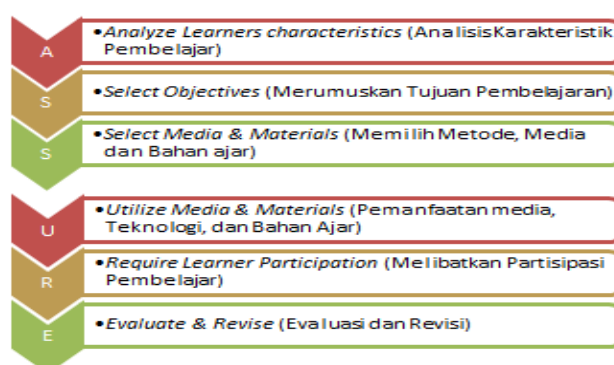 A
•Analyze Learners characteristics (Analisis Karakteristik
Pembelajar)
S
•Select Objectives (Merumuskan Tujuan Pembelajaran)
S
•Select Media & Materials (Memilih Metode, Media
dan Bahan ajar)
U
•Utilize Media & Materials (Pemanfaatan media,
Teknologi, dan Bahan Ajar)
R
•Require Learner Participation (Melibatkan Partisipasi
Pembelajar)
E
•Evaluate & Revise (Evaluasi dan Revisi)